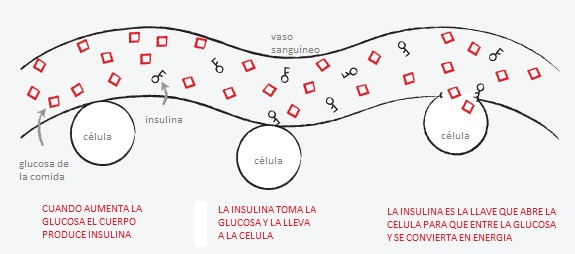 vaso
sanguíneo
insulina
célula
célula
célula
glucosa de
la comida
CUANDO AUMENTA LA
GLUCOSA EL CUERPO
PRODUCE INSULINA
LA INSULINA TOMA LA
GLUCOSA Y LA LLEVA
A LA CELULA
LA INSULINA ES LA LLAVE QUE ABRE LA
CELULA PARA QUE ENTRE LA GLUCOSA
Y SE CONVIERTA EN ENERGIA